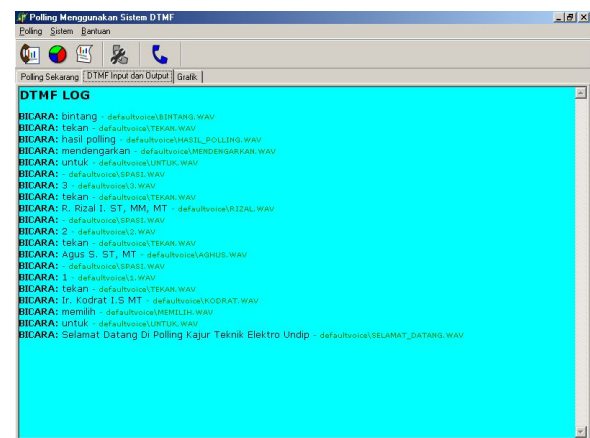 Polling Menggunakan Sistem DTMF
Polling Sistem Bantuan
Polling Sekarang DTMF Input dan Output Grafik
DTMF LOG
BICARA: bintang - defaultvoice\BINTANG.WAV
BICARA: tekan - defaultvoice\TEKAN.WAV
BICARA: hasil polling - defaultvoice\HASIL_POLLING.WAV
BICARA: mendengarkan - defaultvoice\MENDENGARKAN.WAV
BICARA: untuk - defaultvoice\UNTUK.WAV
BICARA: - defaultvoice\SPASI.WAV
BICARA: 3 - defaultvoice\3.WAV
BICARA: tekan - defaultvoice\TEKAN.WAV
BICARA: R. Rizal I. ST, MM, MT - defaultvoice\RIZAL.WAV
BICARA: - defaultvoice\SPASI.WAV
BICARA: 2 - defaultvoice\2.WAV
BICARA: tekan - defaultvoice\TEKAN.WAV
BICARA: Agus S. ST, MT - defaultvoice\AGHUS.WAV
BICARA: - defaultvoice\SPASI.WAV
BICARA: 1 - defaultvoice\1.WAV
BICARA: tekan - defaultvoice\TEKAN.WAV
BICARA: Ir. Kodrat I.S MT - defaultvoice\KODRAT.WAV
BICARA: memilih - defaultvoice\MEMILIH.WAV
BICARA: untuk - defaultvoice\UNTUK.WAV
BICARA: Selamat Datang Di Polling Kajur Teknik Elektro Undip - defaultvoice\SELAMAT_DATANG.WAV